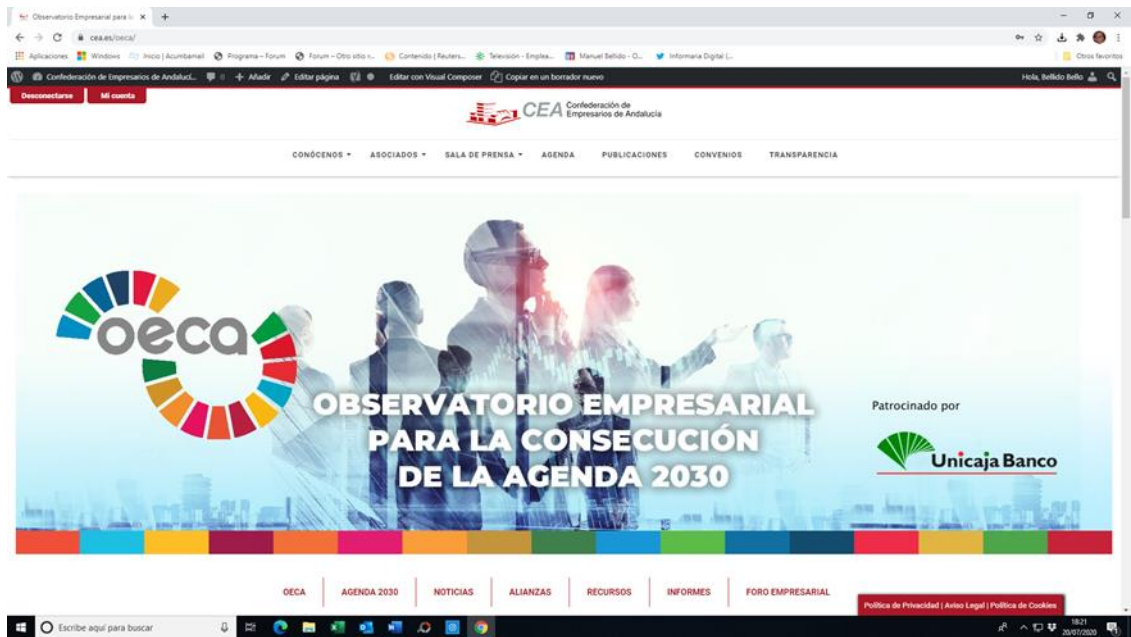 Observatorio Empresarial para l
cea.es/oeca/
Aplicaciones Windows Inicio | Acumbamail Programa – Forum Forum – Otro sitio v... Contenido | Reuters... Televisión - Emplea... Manuel Bellido - O... Informaria Digital (... Otros favoritos
Confederación de Empresarios de Andalucí... 0 + Añadir Editar página Editar con Visual Composer Copiar en un borrador nuevo Hola, Bellido Bello
Desconectarse Mi cuenta
CEA Confederación de
Empresarios de Andalucía
CONÓCENOS ASOCIADOS SALA DE PRENSA AGENDA PUBLICACIONES CONVENIOS TRANSPARENCIA
oeca
OBSERVATORIO EMPRESARIAL
PARA LA CONSECUCIÓN
DE LA AGENDA 2030
Patrocinado por
Unicaja Banco
OECA AGENDA 2030 NOTICIAS ALIANZAS RECURSOS INFORMES FORO EMPRESARIAL
Política de Privacidad | Aviso Legal | Política de Cookies
Escribe aquí para buscar
18:21
20/07/2020